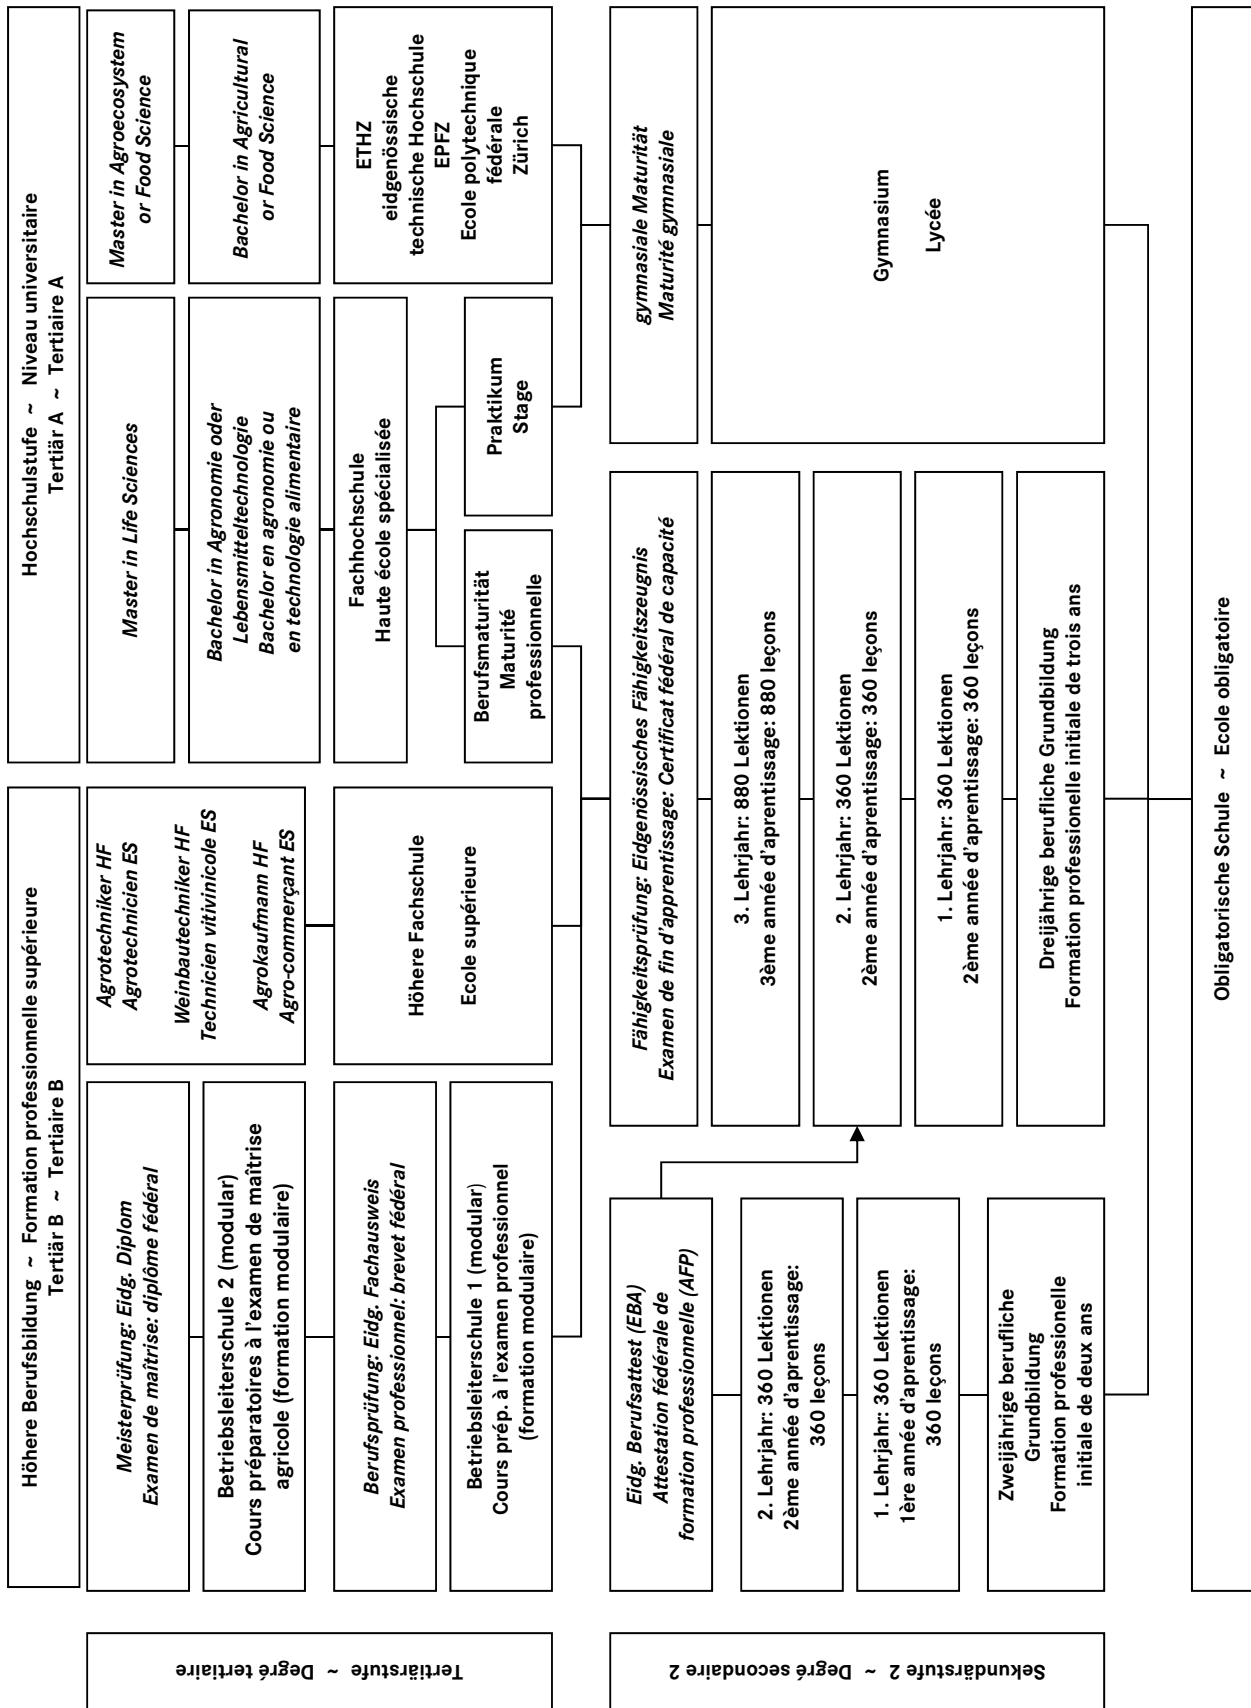 Höhere Berufsbildung ~ Formation professionnelle supérieure
Tertiär B ~ Tertiaire B
Hochschulstufe ~ Niveau universitaire
Tertiär A ~ Tertiaire A
Tertiärstufe ~ Degré tertiaire
Meisterprüfung: Eidg. Diplom
Examen de maîtrise: diplôme fédéral
Betriebsleiterschule 2 (modular)
Cours préparatoires à l'examen de maîtrise
agricole (formation modulaire)
Berufsprüfung: Eidg. Fachausweis
Examen professionnel: brevet fédéral
Betriebsleiterschule 1 (modular)
Cours prép. à l'examen professionnel
(formation modulaire)
Agrotechniker HF
Agrotechnicien ES
Weinbautechniker HF
Technicien vitivinicole ES
Agrokaufmann HF
Agro-commerçant ES
Höhere Fachschule
Ecole supérieure
Master in Life Sciences
Bachelor in Agronomie oder
Lebensmitteltechnologie
Bachelor en agronomie ou
en technologie alimentaire
Fachhochschule
Haute école spécialisée
Berufsmaturität
Maturité
professionnelle
Praktikum
Stage
Master in Agroecosystem
or Food Science
Bachelor in Agricultural
or Food Science
ETHZ
eidgenössische
technische Hochschule
EPFZ
Ecole polytechnique
fédérale
Zürich
Sekundärstufe 2 ~ Degré secondaire 2
Eidg. Berufsattest (EBA)
Attestation fédérale de
formation professionnelle (AFP)
2. Lehrjahr: 360 Lektionen
2ème année d'aprentissage:
360 leçons
1. Lehrjahr: 360 Lektionen
1ère année d'aprentissage:
360 leçons
Zweijährige berufliche
Grundbildung
Formation professionelle
initiale de deux ans
Fähigkeitsprüfung: Eidgenössisches Fähigkeitszeugnis
Examen de fin d'apprentissage: Certificat fédéral de capacité
3. Lehrjahr: 880 Lektionen
3ème année d'aprentissage: 880 leçons
2. Lehrjahr: 360 Lektionen
2ème année d'aprentissage: 360 leçons
1. Lehrjahr: 360 Lektionen
2ème année d'aprentissage: 360 leçons
Dreijährige berufliche Grundbildung
Formation professionelle initiale de trois ans
gymnasiale Maturität
Maturité gymnasiale
Gymnasium
Lycée
Obligatorische Schule ~ Ecole obligatoire